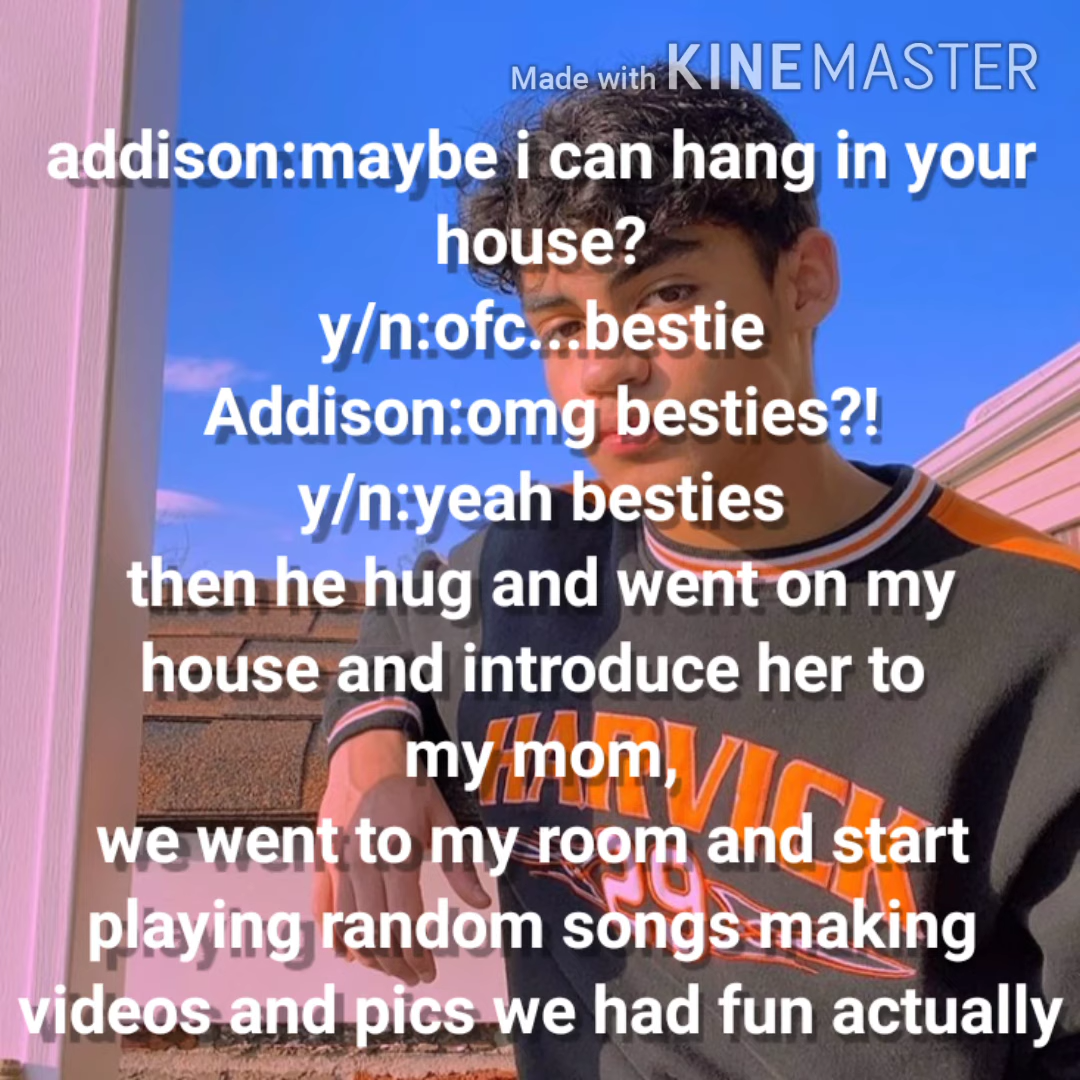 Made with KINEMASTER
addison:maybe i can hang in your
house?
y/n:ofc...bestie
Addison:omg besties?!
y/n:yeah besties
then he hug and went on my
house and introduce her to
my mom,
we went to my room and start
playing random songs making
videos and pics we had fun actually
HARVICK
29